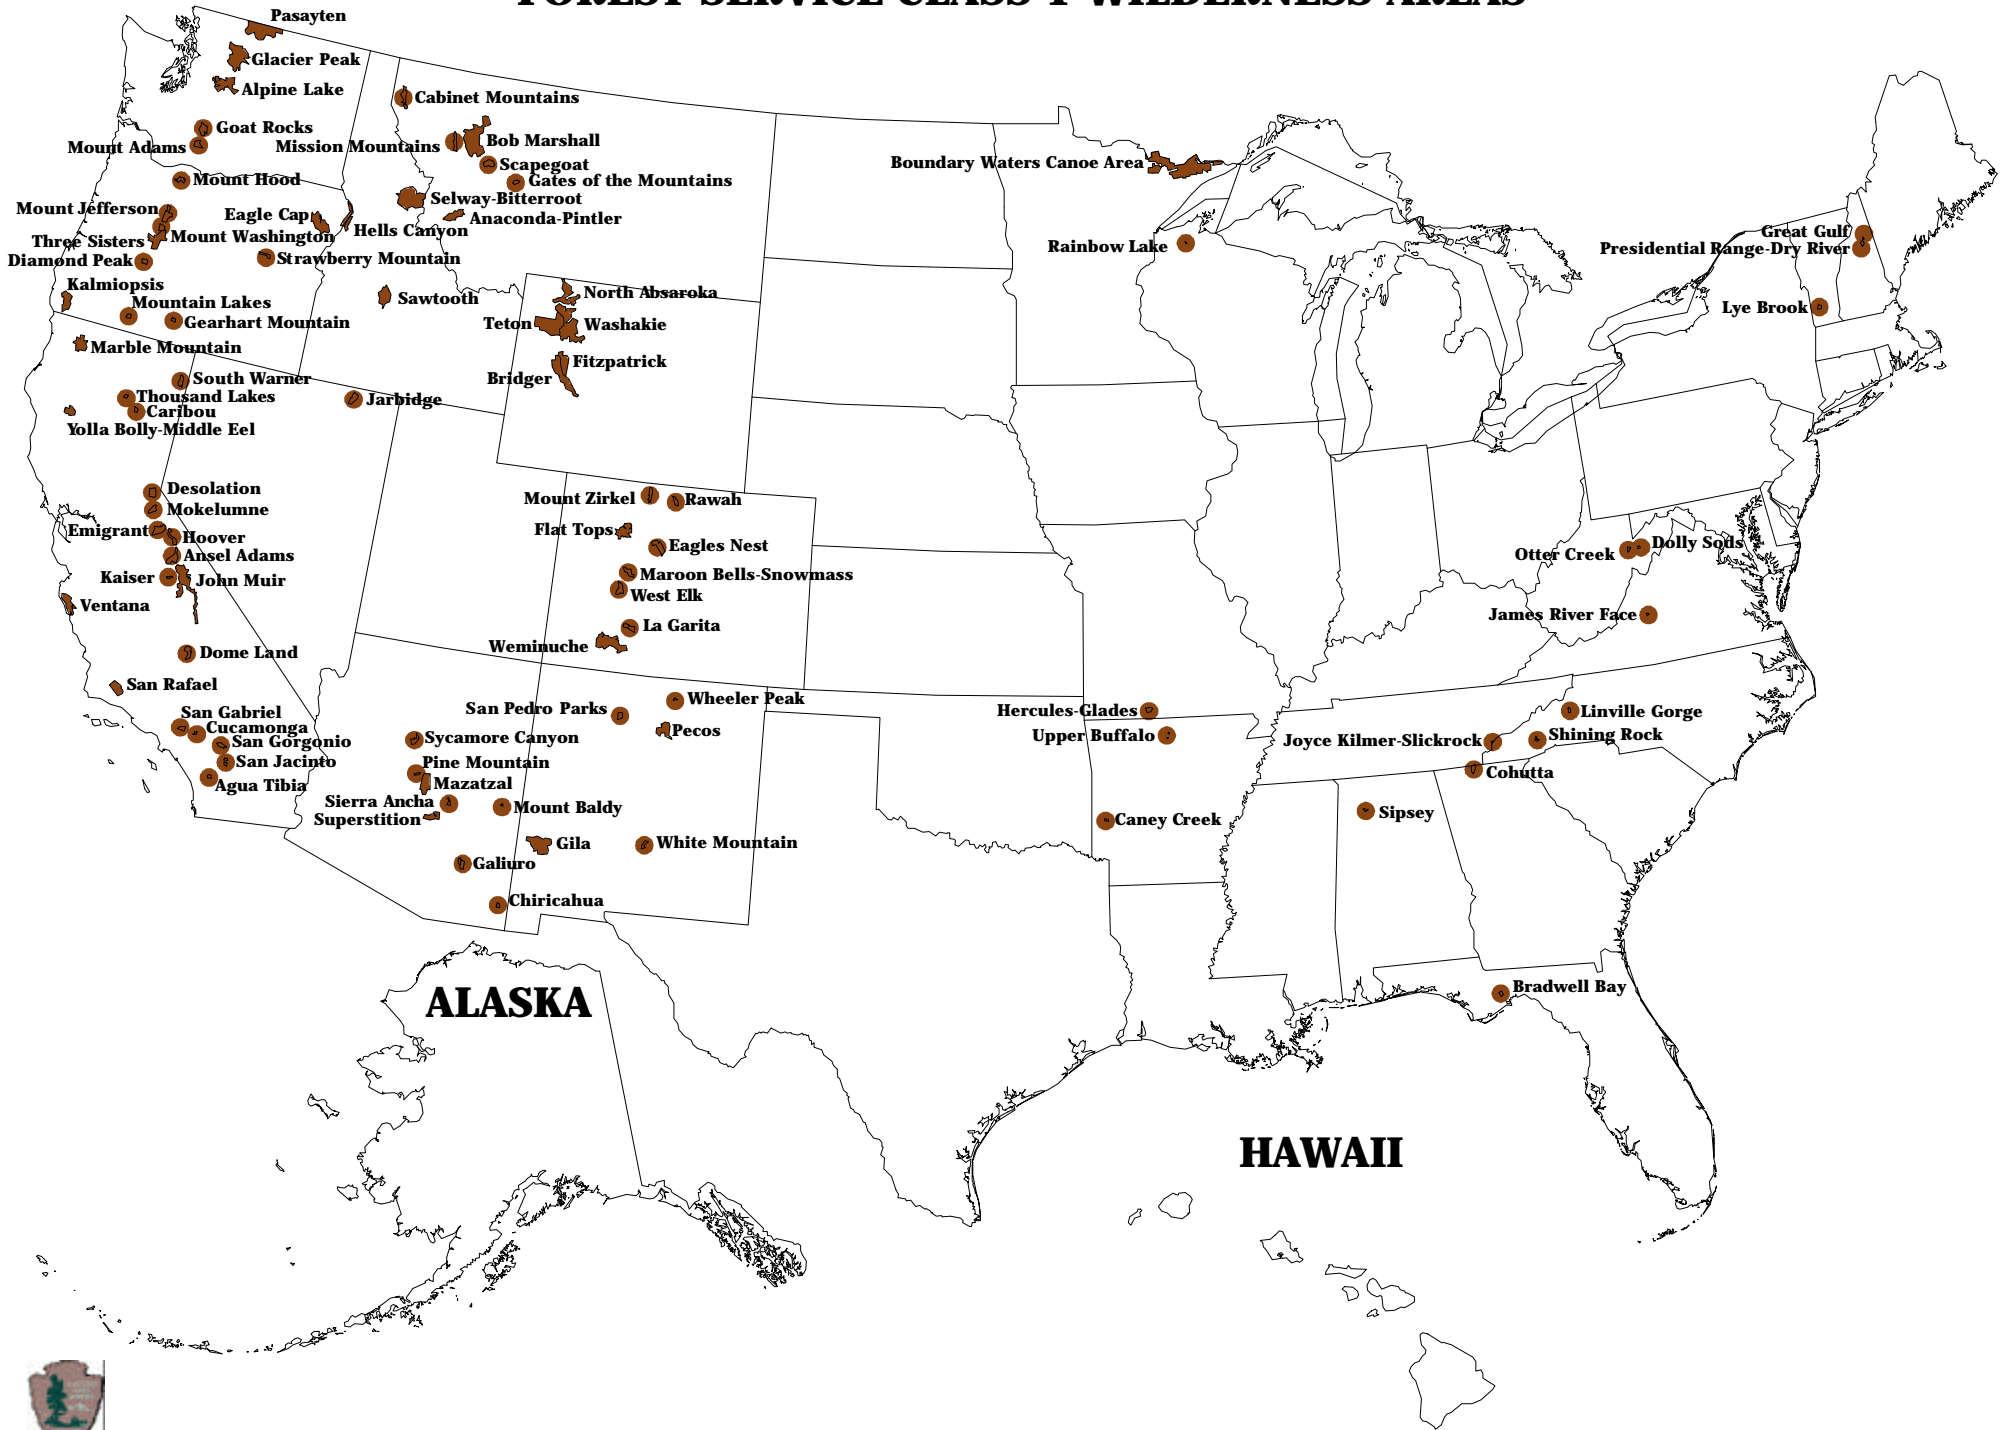 FOREST SERVICE CLASS 1 WILDERNESS AREAS
Pasayten
Glacier Peak
Alpine Lake
Cabinet Mountains
Goat Rocks
Mount Adams
Mission Mountains
Bob Marshall
Scapegoat
Gates of the Mountains
Mount Hood
Selway-Bitterroot
Anaconda-Pintler
Mount Jefferson
Eagle Cap
Hells Canyon
Mount Washington
Three Sisters
Diamond Peak
Strawberry Mountain
Kalmiopsis
Mountain Lakes
Gearhart Mountain
Sawtooth
North Absaroka
Teton
Washakie
Fitzpatrick
Bridger
Marble Mountain
South Warner
Thousand Lakes
Caribou
Yolla Bolly-Middle Eel
Jarbidge
Boundary Waters Canoe Area
Rainbow Lake
Great Gulf
Presidential Range-Dry River
Lye Brook
Desolation
Mokelumne
Emigrant
Hoover
Ansel Adams
Kaiser
John Muir
Ventana
Dome Land
San Rafael
San Gabriel
Cucamonga
San Gorgonio
San Jacinto
Agua Tibia
Mount Zirkel
Rawah
Flat Tops
Eagles Nest
Maroon Bells-Snowmass
West Elk
La Garita
Weminuche
Wheeler Peak
San Pedro Parks
Pecos
Sycamore Canyon
Pine Mountain
Mazatzal
Sierra Ancha
Superstition
Mount Baldy
Gila
White Mountain
Galiuro
Chiricahua
Otter Creek
Dolly Sods
James River Face
Hercules-Glades
Upper Buffalo
Caney Creek
Linville Gorge
Shining Rock
Joyce Kilmer-Slickrock
Cohutta
Sipsey
Bradwell Bay
ALASKA
HAWAII